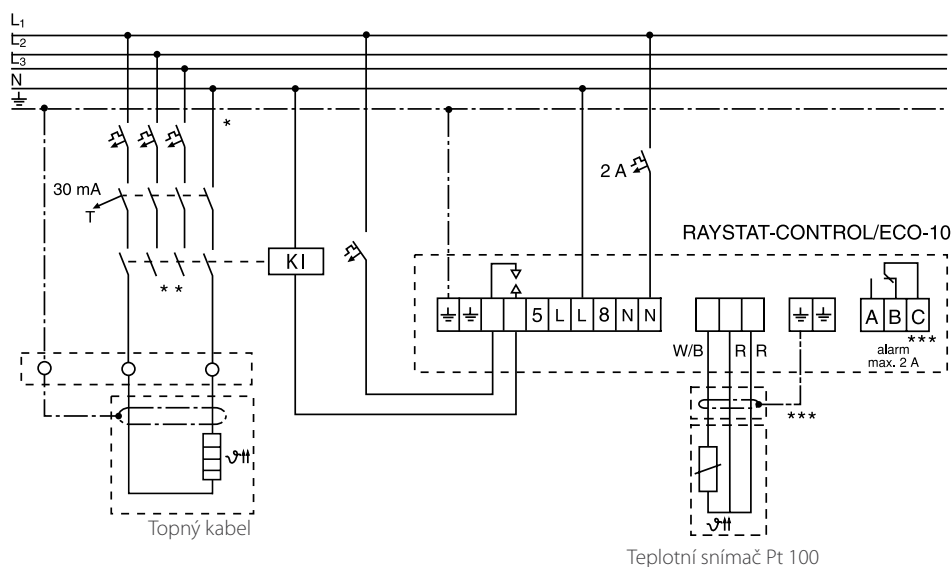 L1
L2
L3
N
*
30 mA
T
2 A
RAYSTAT-CONTROL/ECO-10
KI
* *
5 L L 8 N N
A B C
W/B R R
***
alarm
max. 2 A
***
ϑ
Topný kabel
ϑ
Teplotní snímač Pt 100